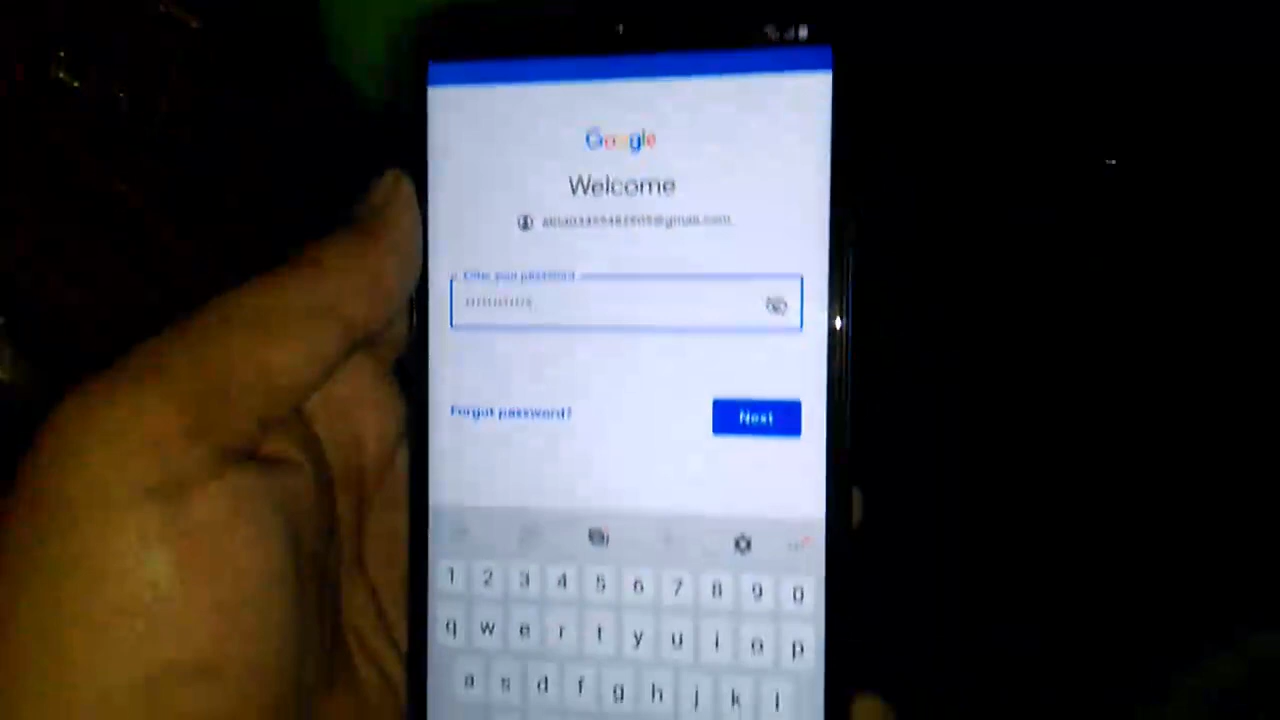 Google
Welcome
Enter your password
Forgot password?
Next
1 2 3 4 5 6 7 8 9 0
q w e r t y u i o p
a s d f g h j k l